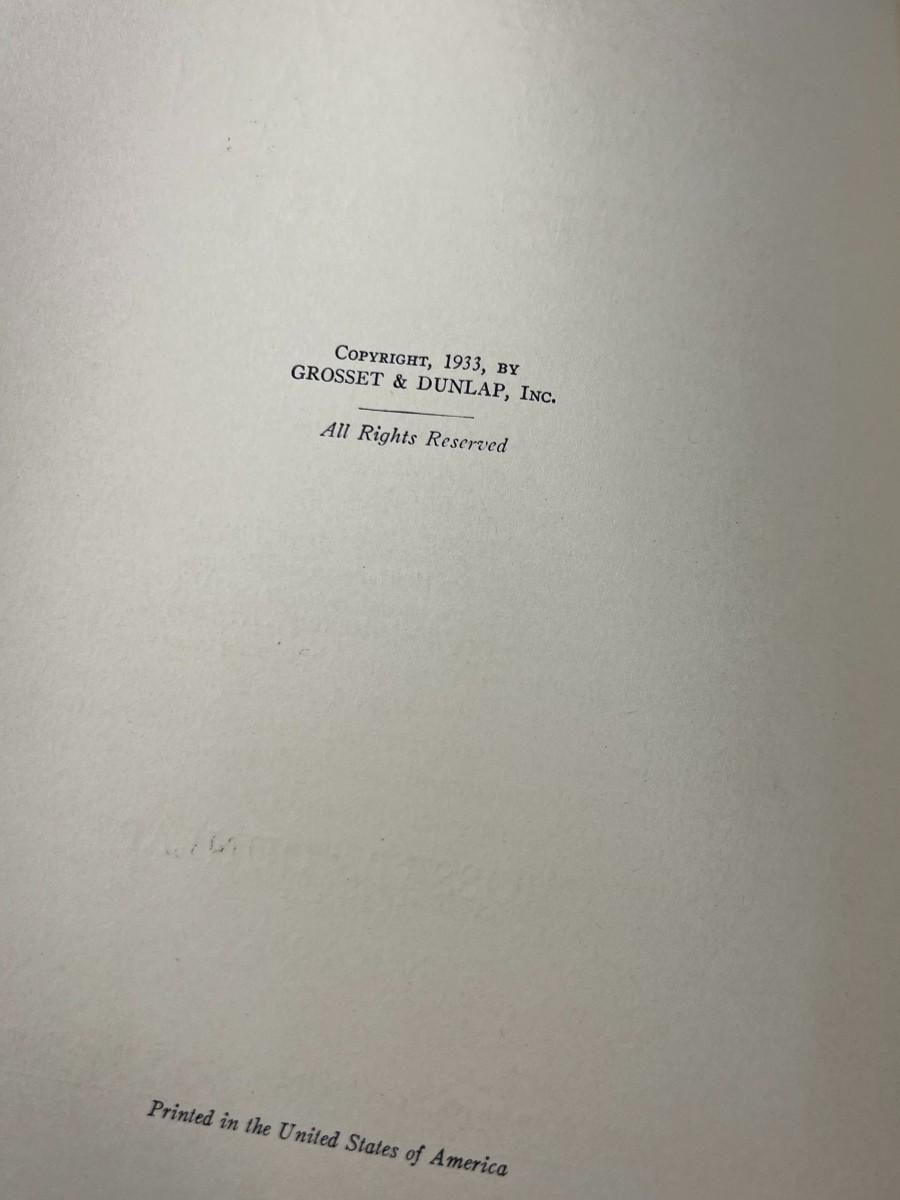 Copyright, 1933, by
GROSSET & DUNLAP, Inc.
All Rights Reserved
Printed in the United States of America